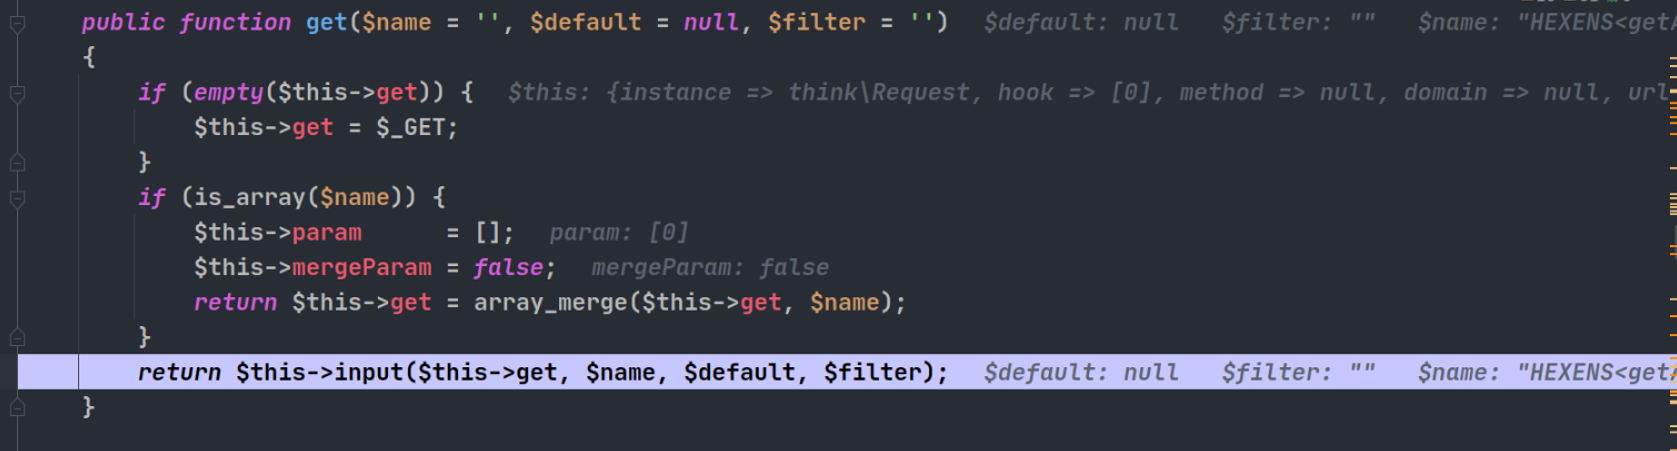 public function get($name = '', $default = null, $filter = '')  $default: null  $filter: ""  $name: "HEXENS<get
{
if (empty($this->get)) {  $this: {instance => think\Request, hook => [0], method => null, domain => null, url
$this->get = $_GET;
}
if (is_array($name)) {
$this->param      = [];  param: [0]
$this->mergeParam = false;  mergeParam: false
return $this->get = array_merge($this->get, $name);
}
return $this->input($this->get, $name, $default, $filter);  $default: null  $filter: ""  $name: "HEXENS<get
}